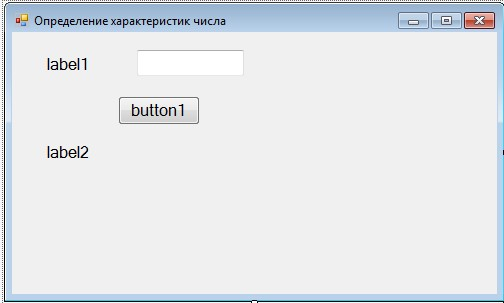 Определение характеристик числа
label1
button1
label2